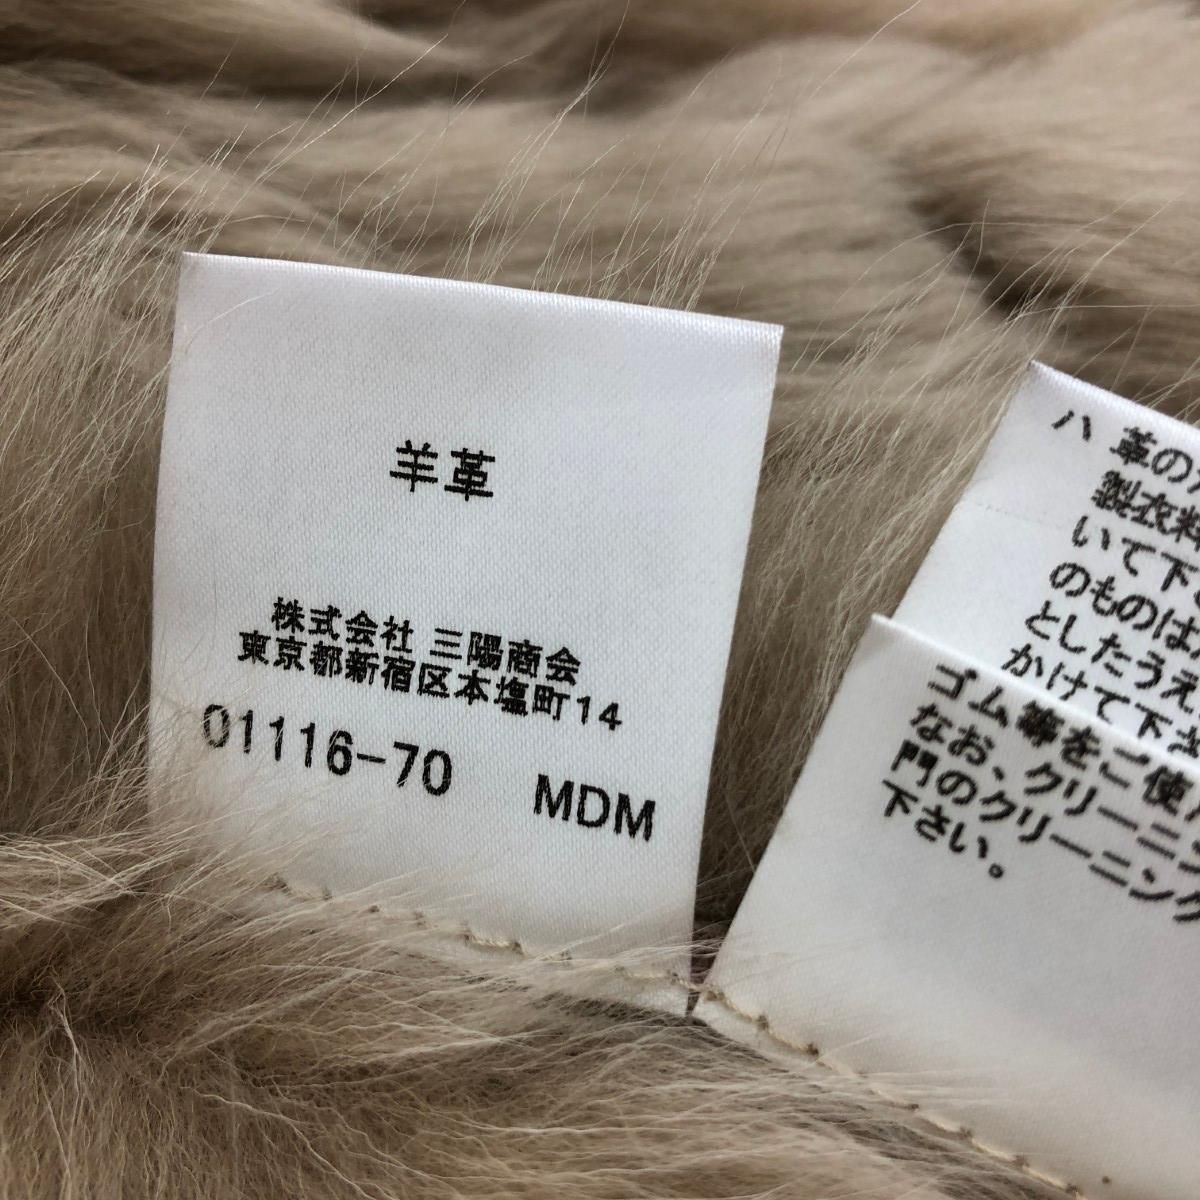 羊革
株式会社 三陽商会
東京都新宿区本塩町14
01116-70 MDM
ハ 革の
製衣料
いて下さ
のものは
としたうえ
かけて下さ
ゴム等をご使
なお、クリーニン
門のクリーニング
下さい。